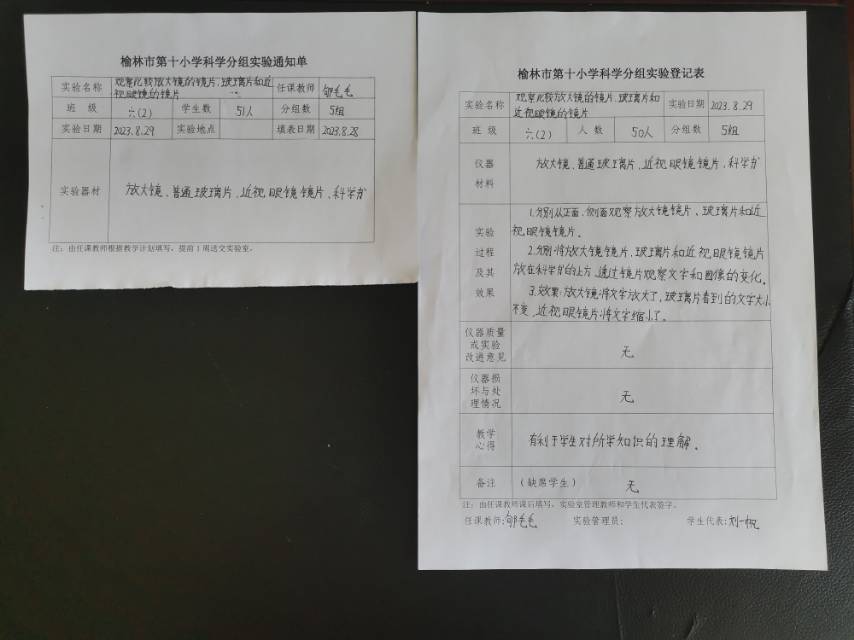 榆林市第十小学科学分组实验通知单
实验名称 观察比较放大镜的镜片、玻璃片和近视眼镜的镜片 任课教师 邬毛毛
班 级 六(2) 学生数 51人 分组数 5组
实验日期 2023.8.29 实验地点 填表日期 2023.8.28
实验器材 放大镜、普通玻璃片、近视眼镜镜片、科学书
注：由任课教师根据教学计划填写，提前1周送交实验室。
榆林市第十小学科学分组实验登记表
实验名称 观察比较放大镜的镜片、玻璃片和近视眼镜的镜片 实验日期 2023.8.29
班 级 六(2) 人 数 50人 分组数 5组
仪器材料 放大镜、普通玻璃片、近视眼镜镜片、科学书
实验过程及其效果
1.分别从正面、侧面观察放大镜镜片、玻璃片和近
视眼镜镜片。
2.分别将放大镜镜片、玻璃片和近视眼镜镜片
放在科学书的上方,透过镜片观察文字和图像的变化。
3.效果:放大镜将文字放大了,玻璃片看到的文字大小
不变,近视眼镜片将文字缩小了。
仪器质量或实验改进意见 无
仪器损坏与处理情况 无
教学心得 有利于学生对所学知识的理解。
备注 (缺席学生) 无
注：由任课教师课后填写，实验室管理教师和学生代表签字。
任课教师:邬毛毛 实验管理员: 学生代表:刘一帆